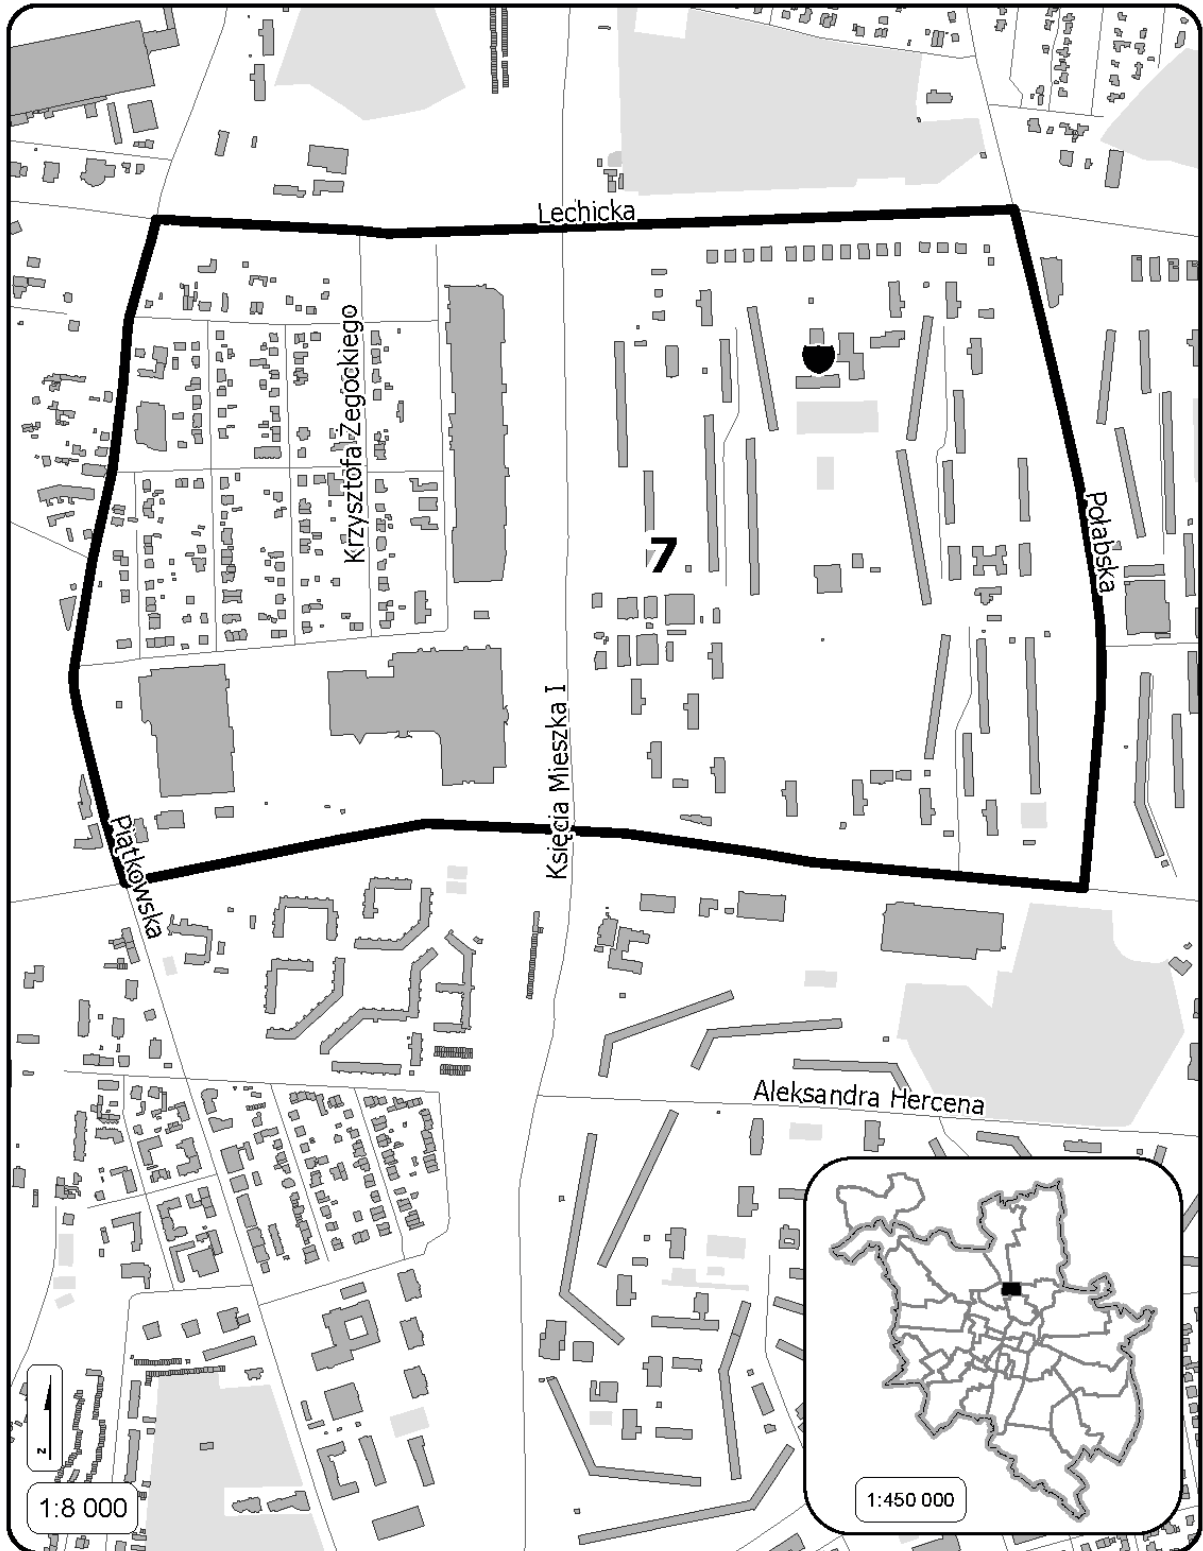 Lechicka
Krzysztofa Żegockiego
7
Połabska
Księcia Mieszka I
Piątkowska
Aleksandra Hercena
z
1:8 000
1:450 000